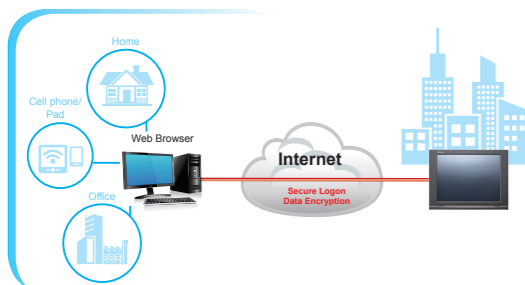 Home
Cell phone/
Pad
Web Browser
Office
Internet
Secure Logon
Data Encryption